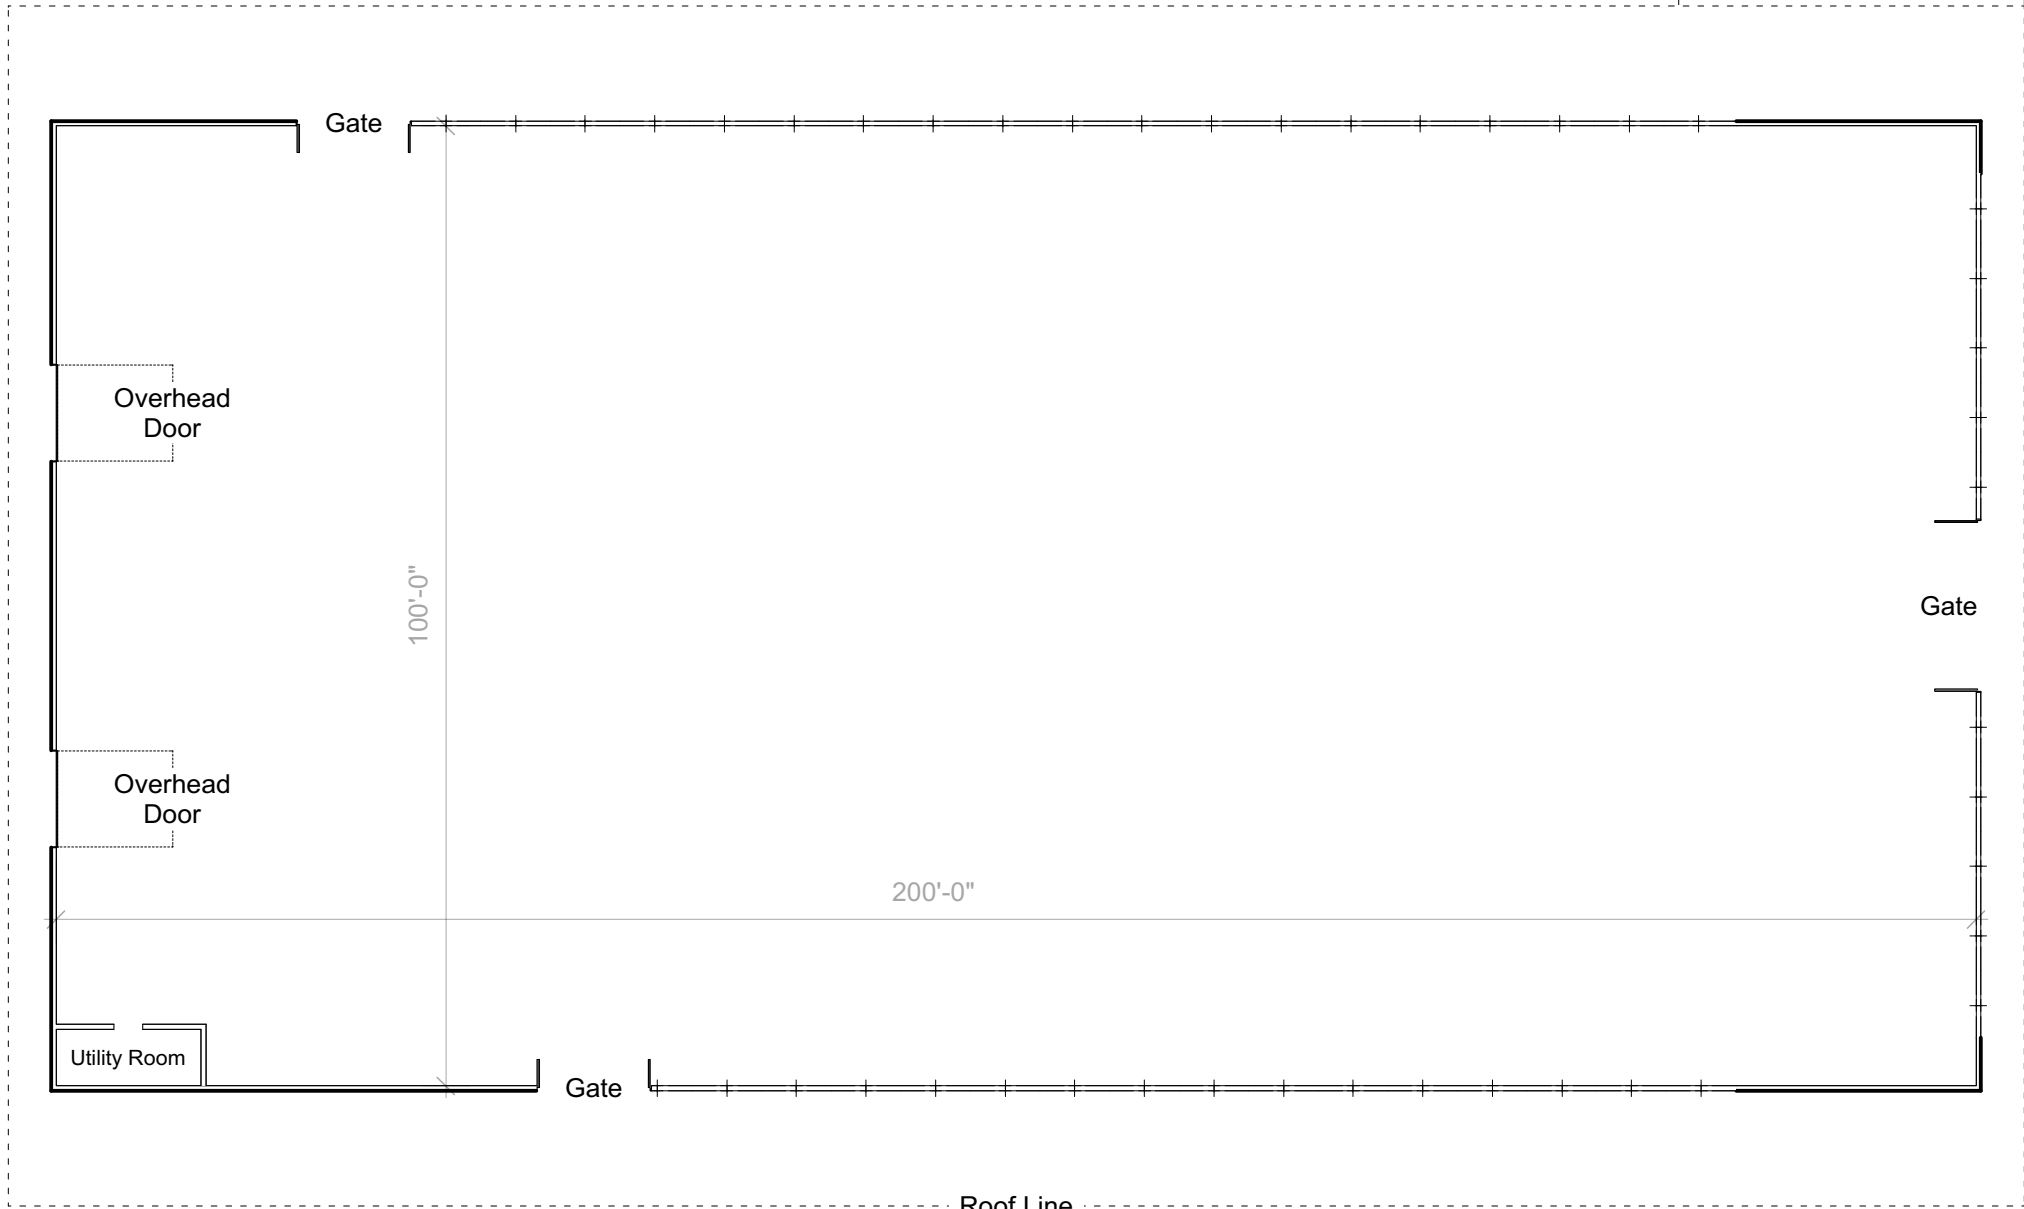 Gate
Overhead
Door
100'-0"
Gate
Overhead
Door
200'-0"
Utility Room
Gate
Roof Line